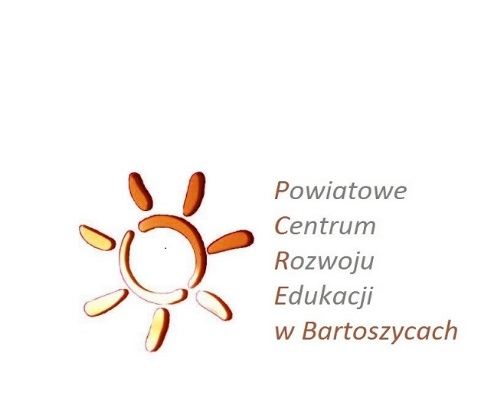 Powiatowe
Centrum
Rozwoju
Edukacji
w Bartoszycach